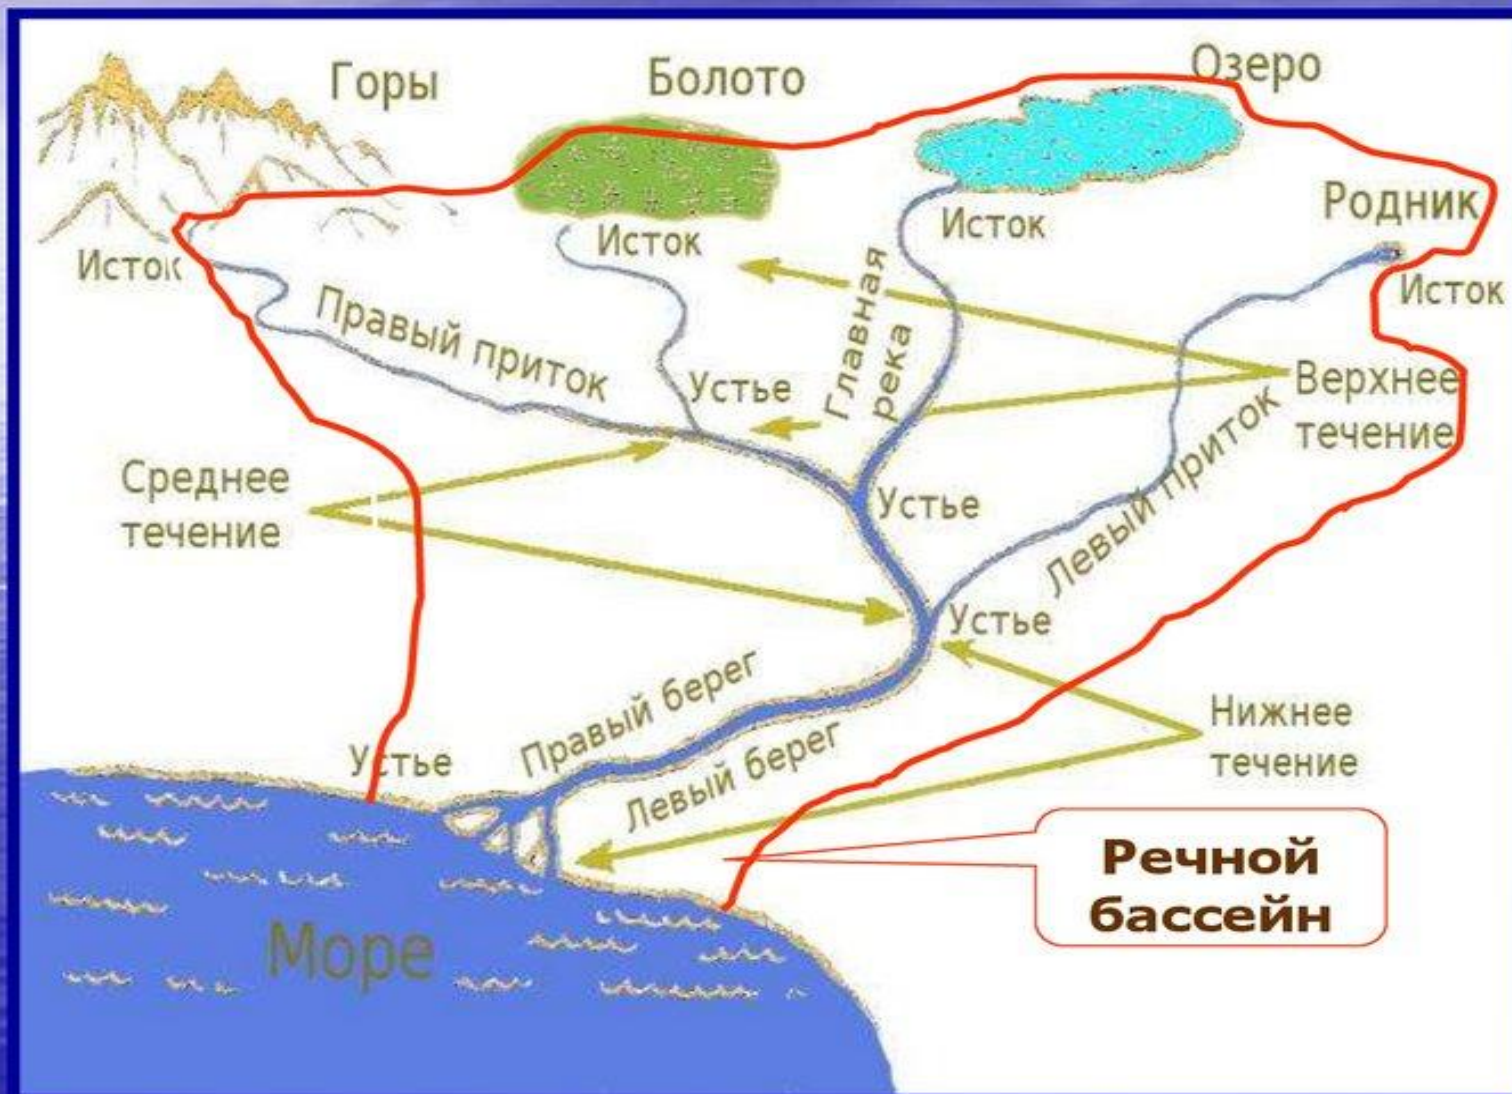 Горы
Болото
Озеро
Родник
Исток
Исток
Исток
Исток
Правый приток
Главная
река
Устье
Верхнее
течение
Среднее
течение
Устье
Левый приток
Устье
Правый берег
Левый берег
Нижнее
течение
Устье
Речной
бассейн
Море